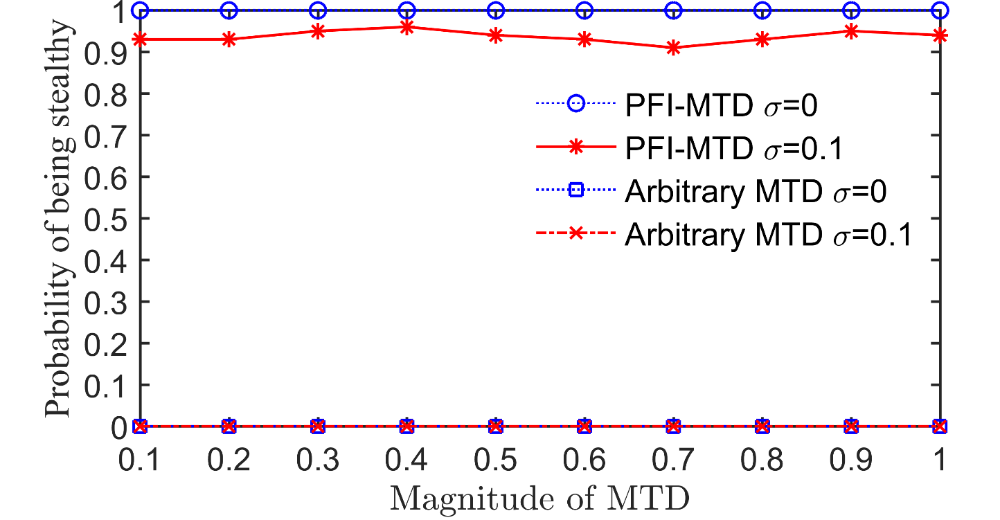 Probability of being stealthy
1
0.9
0.8
0.7
0.6
0.5
0.4
0.3
0.2
0.1
0
PFI-MTD σ=0
PFI-MTD σ=0.1
Arbitrary MTD σ=0
Arbitrary MTD σ=0.1
0.1 0.2 0.3 0.4 0.5 0.6 0.7 0.8 0.9 1
Magnitude of MTD